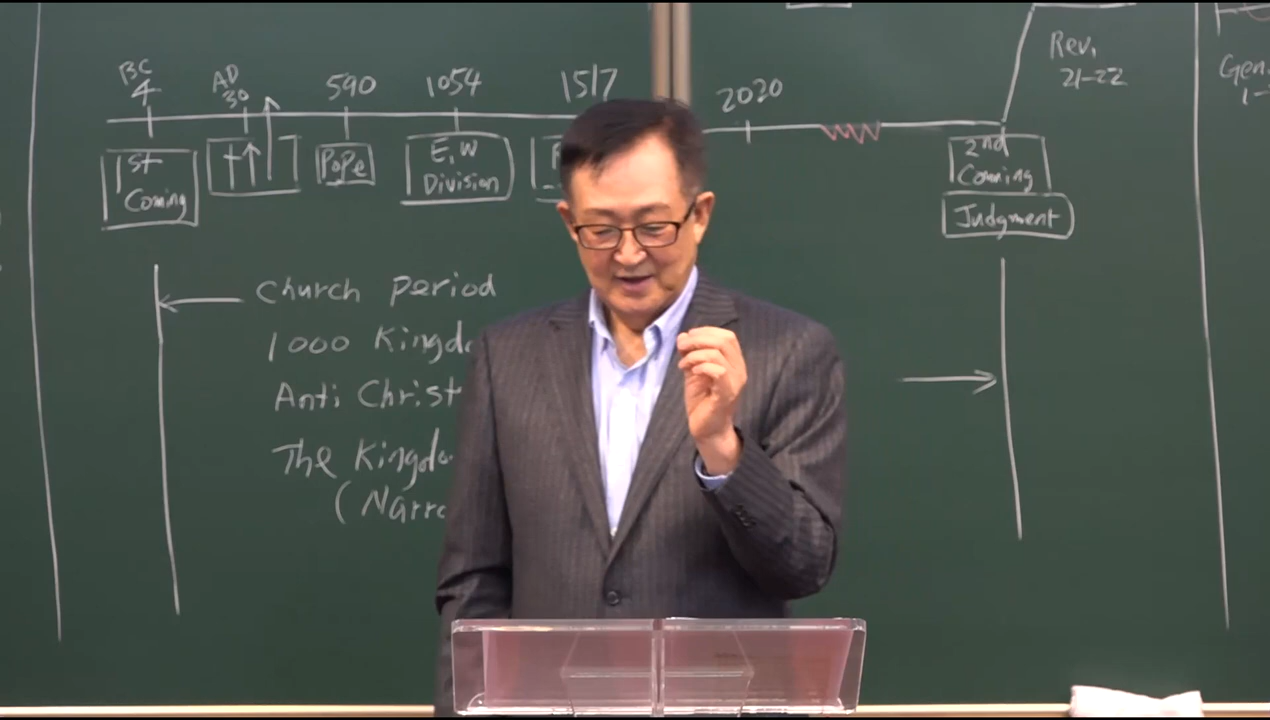 BC
4
AD
30
590
1054
1517
2020
Rev.
21-22
Gen.
1st
Coming
Pope
E,W
Division
2nd
Coming
Judgment
Church period
1000
Anti Christ
The